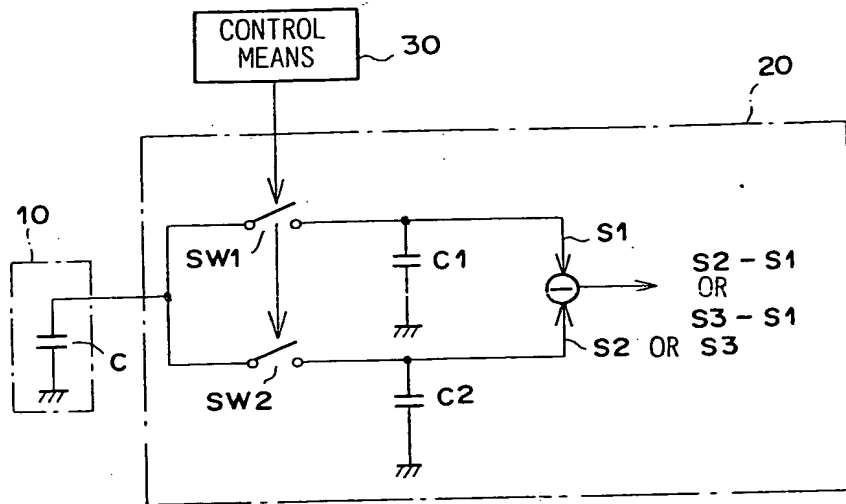 CONTROL
MEANS
30
20
10
SW1
C1
S1
S2 - S1
OR
S3 - S1
C
SW2
C2
S2 OR S3